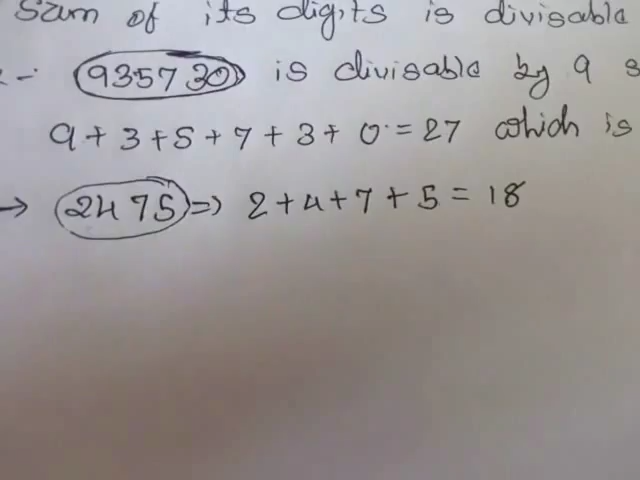 Sum of its digits is divisable
:- 935730 is divisable by 9 s
9 + 3 + 5 + 7 + 3 + 0 = 27 which is
→ 2475 => 2 + 4 + 7 + 5 = 18